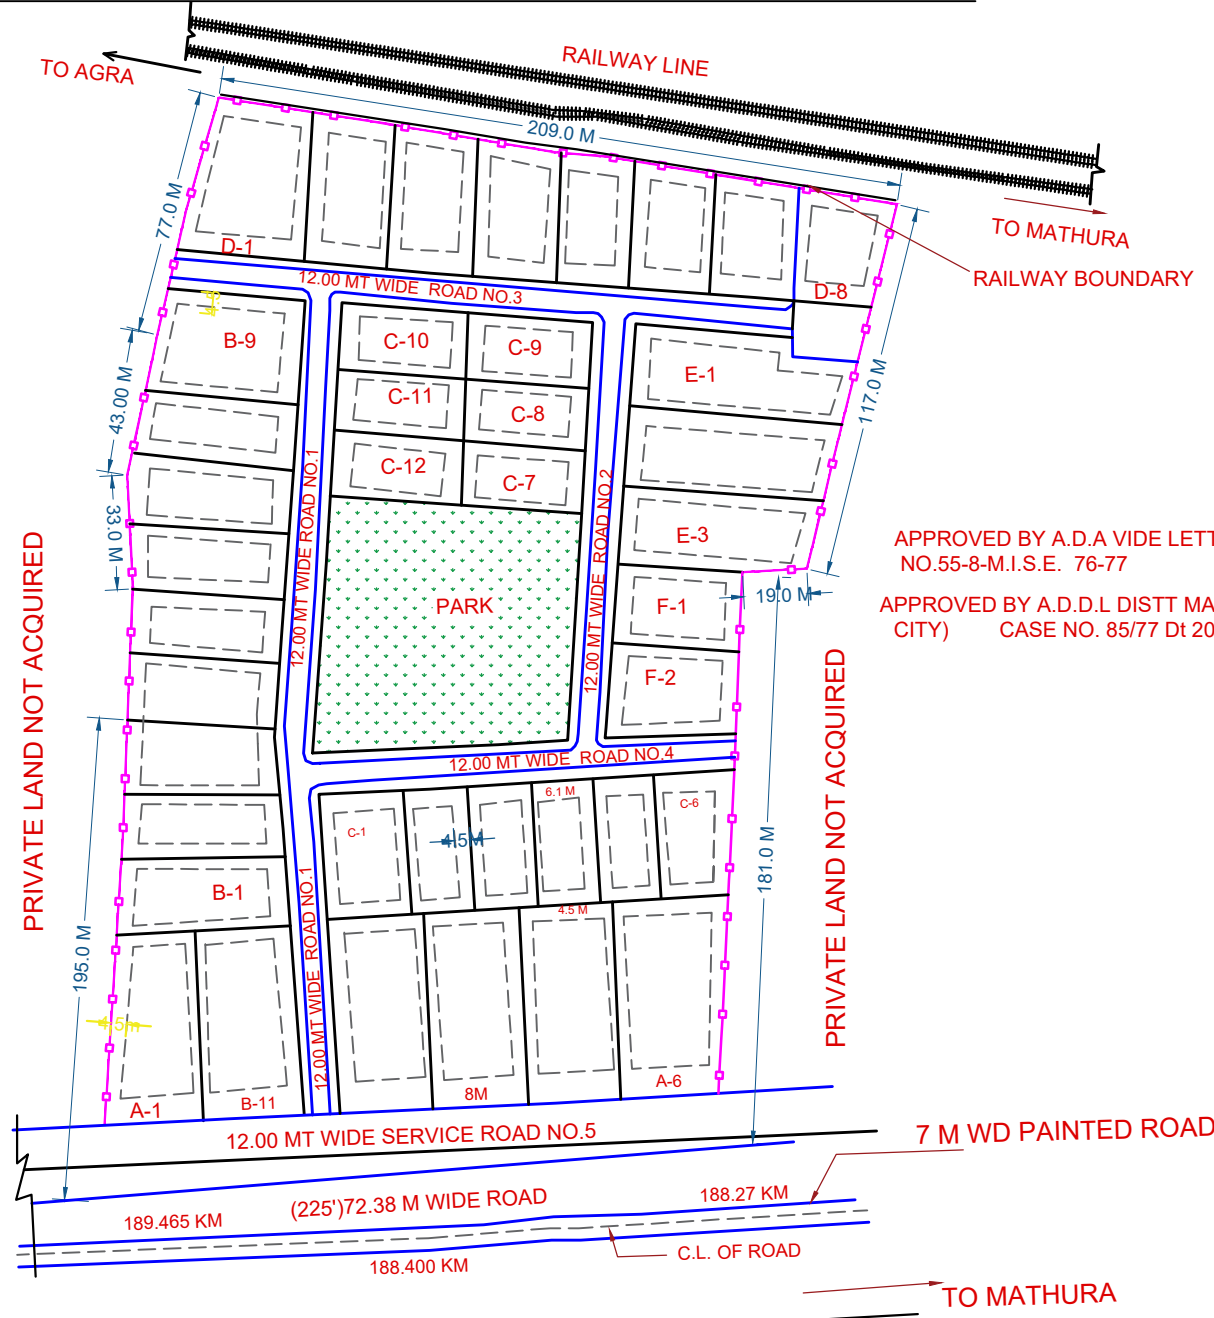 RAILWAY LINE
TO AGRA
209.0 M
77.0 M
TO MATHURA
RAILWAY BOUNDARY
D-1
D-8
12.00 MT WIDE ROAD NO.3
B-9
C-10
C-9
C-11
C-8
C-12
C-7
E-1
E-3
43.00 M
117.0 M
33.0 M
12.00 MT WIDE ROAD NO.1
12.00 MT WIDE ROAD NO.2
APPROVED BY A.D.A VIDE LETT
NO.55-8-M.I.S.E. 76-77
APPROVED BY A.D.D.L DISTT MA
CITY) CASE NO. 85/77 Dt 20
19.0 M
PARK
F-1
F-2
PRIVATE LAND NOT ACQUIRED
PRIVATE LAND NOT ACQUIRED
12.00 MT WIDE ROAD NO.4
6.1 M
C-1
C-6
4.5M
181.0 M
B-1
4.5 M
12.00 MT WIDE ROAD NO.1
195.0 M
4.5m
A-1
B-11
8M
A-6
12.00 MT WIDE SERVICE ROAD NO.5
7 M WD PAINTED ROAD
(225')72.38 M WIDE ROAD
188.27 KM
189.465 KM
188.400 KM
C.L. OF ROAD
TO MATHURA